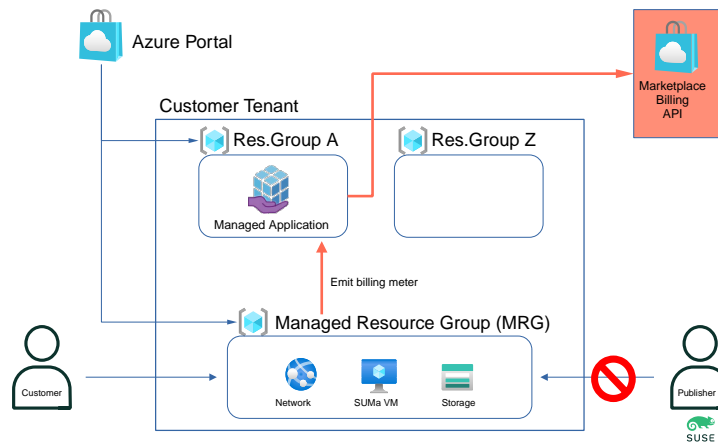 Azure Portal
Marketplace
Billing
API
Customer Tenant
Res.Group A
Res.Group Z
Managed Application
Emit billing meter
Managed Resource Group (MRG)
Customer
Network
SUMa VM
Storage
Publisher
SUSE